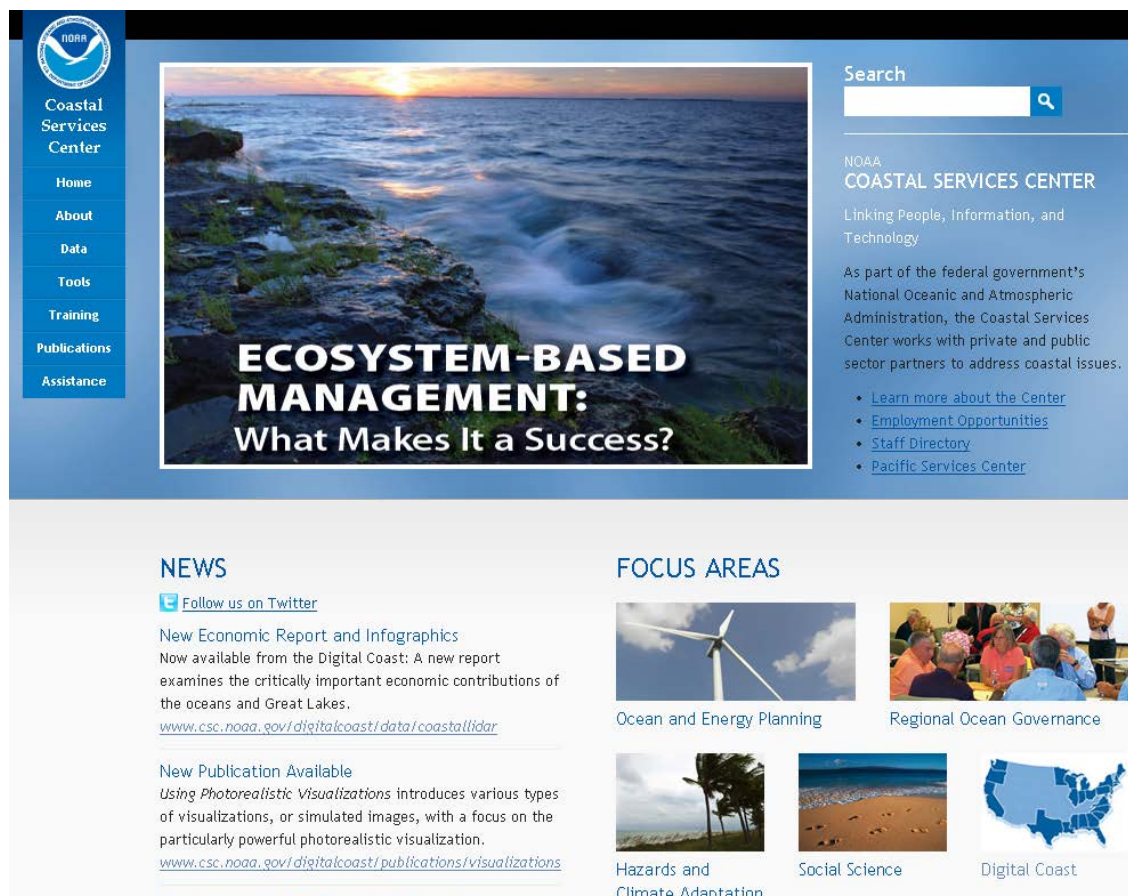 NOAA
Coastal
Services
Center
Home
About
Data
Tools
Training
Publications
Assistance
ECOSYSTEM-BASED
MANAGEMENT:
What Makes It a Success?
Search
NOAA
COASTAL SERVICES CENTER
Linking People, Information, and
Technology
As part of the federal government's
National Oceanic and Atmospheric
Administration, the Coastal Services
Center works with private and public
sector partners to address coastal issues.
• Learn more about the Center
• Employment Opportunities
• Staff Directory
• Pacific Services Center
NEWS
Follow us on Twitter
New Economic Report and Infographics
Now available from the Digital Coast: A new report
examines the critically important economic contributions of
the oceans and Great Lakes.
www.csc.noaa.gov/digitalcoast/data/coastallidar
New Publication Available
Using Photorealistic Visualizations introduces various types
of visualizations, or simulated images, with a focus on the
particularly powerful photorealistic visualization.
www.csc.noaa.gov/digitalcoast/publications/visualizations
FOCUS AREAS
Ocean and Energy Planning
Regional Ocean Governance
Hazards and
Climate Adaptation
Social Science
Digital Coast